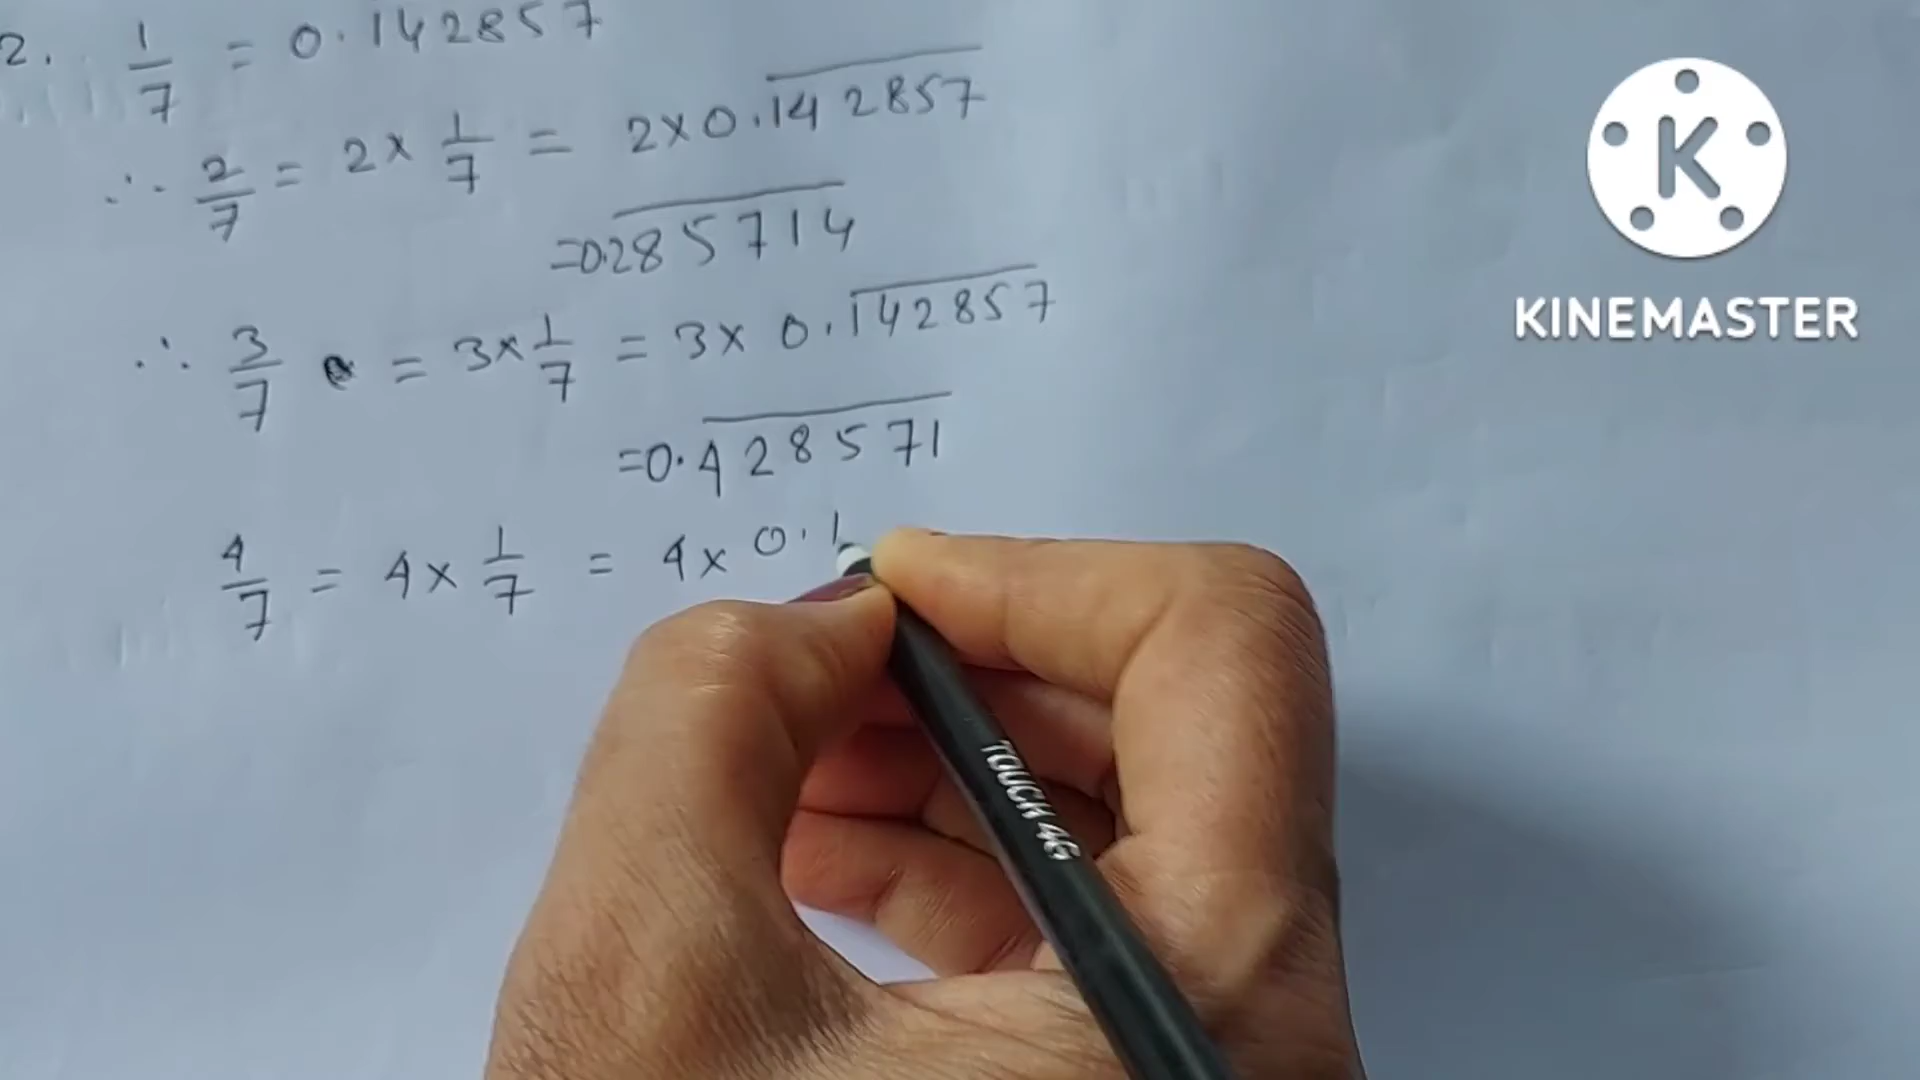 2. 1/7 = 0.142857
∴ 2/7 = 2 × 1/7 = 2×0.142857
=0.285714
∴ 3/7 = 3×1/7 = 3× 0.142857
=0.428571
4/7 = 4× 1/7 = 4× 0.1
KINEMASTER
TOUCH 4G